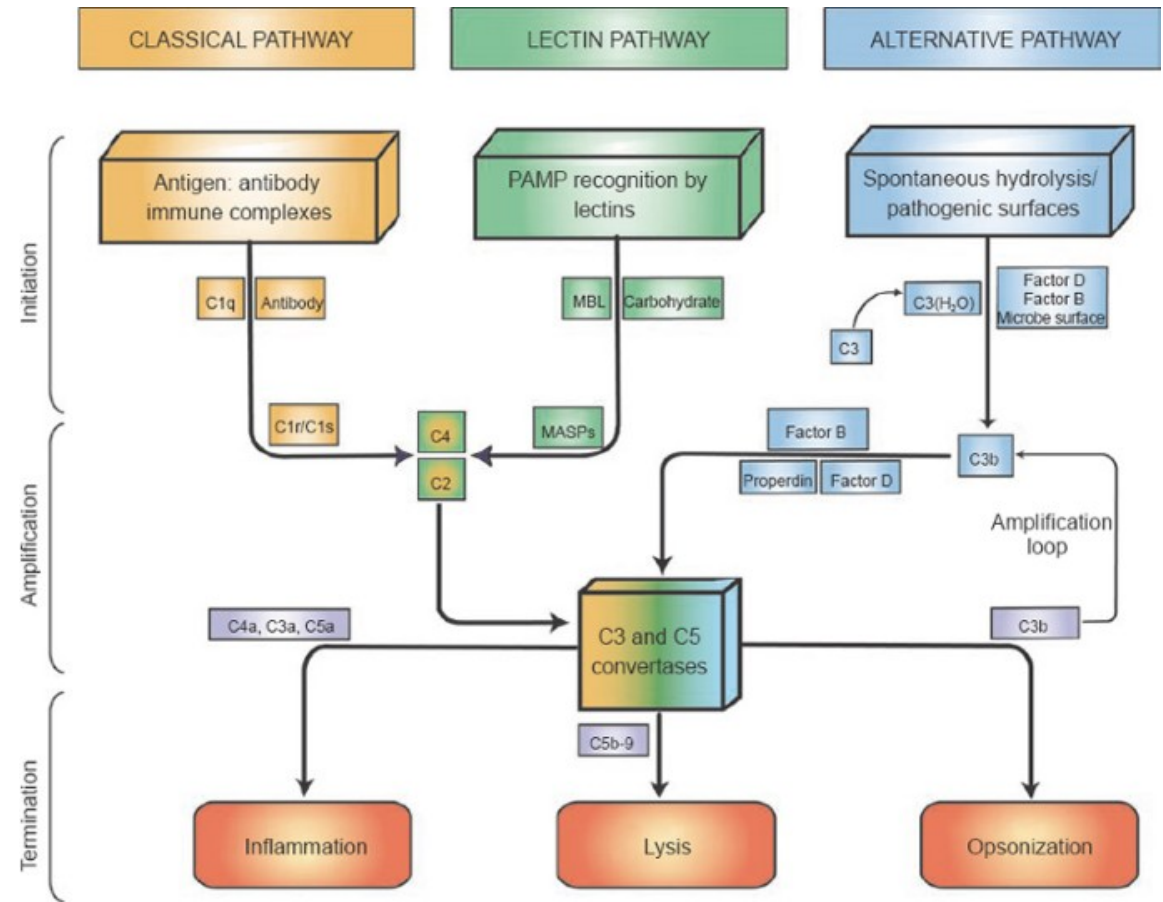 CLASSICAL PATHWAY
LECTIN PATHWAY
ALTERNATIVE PATHWAY
Initiation
Antigen: antibody
immune complexes
PAMP recognition by
lectins
Spontaneous hydrolysis/
pathogenic surfaces
C1q
Antibody
MBL
Carbohydrate
C3
C3(H₂O)
Factor D
Factor B
Microbe surface
Amplification
C1r/C1s
C4
C2
MASPs
Factor B
Properdin
Factor D
C3b
Amplification
loop
C4a, C3a, C5a
C3 and C5
convertases
C3b
Termination
C5b-9
Inflammation
Lysis
Opsonization